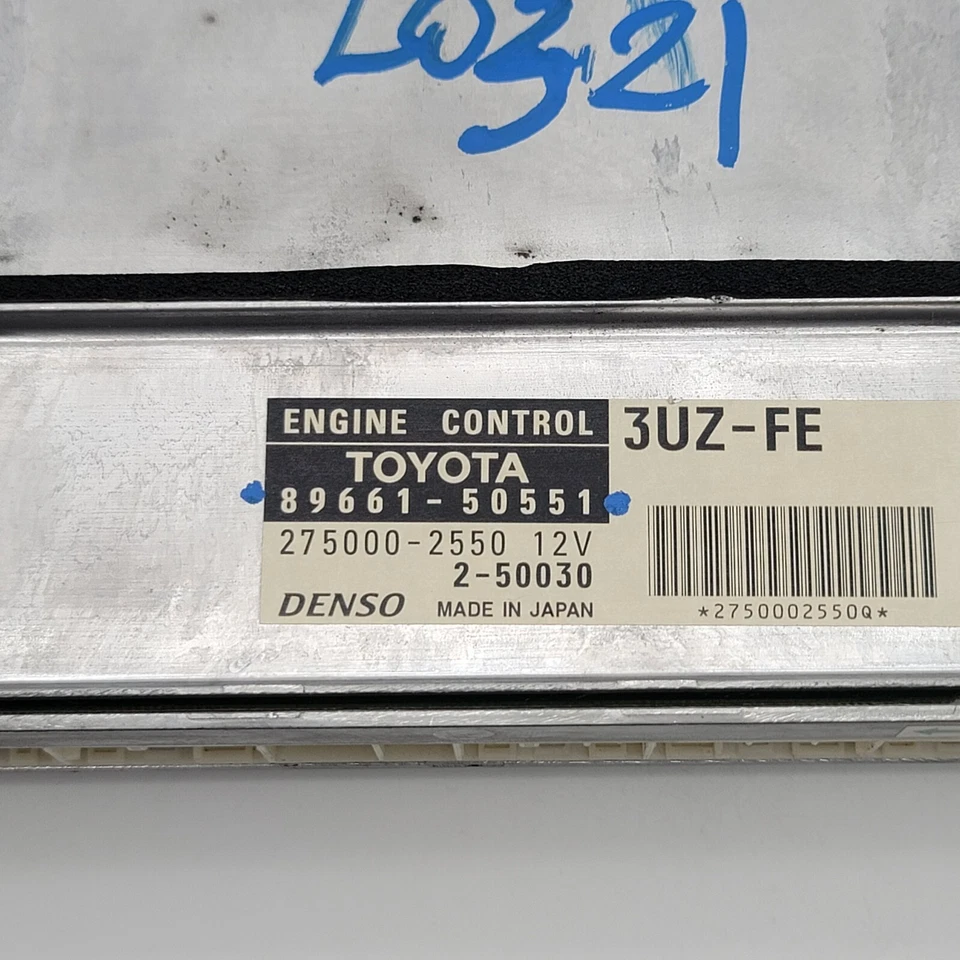 L03.21
ENGINE CONTROL
TOYOTA
89661-50551
275000-2550 12V
2-50030
DENSO MADE IN JAPAN
3UZ-FE
*2750002550Q*